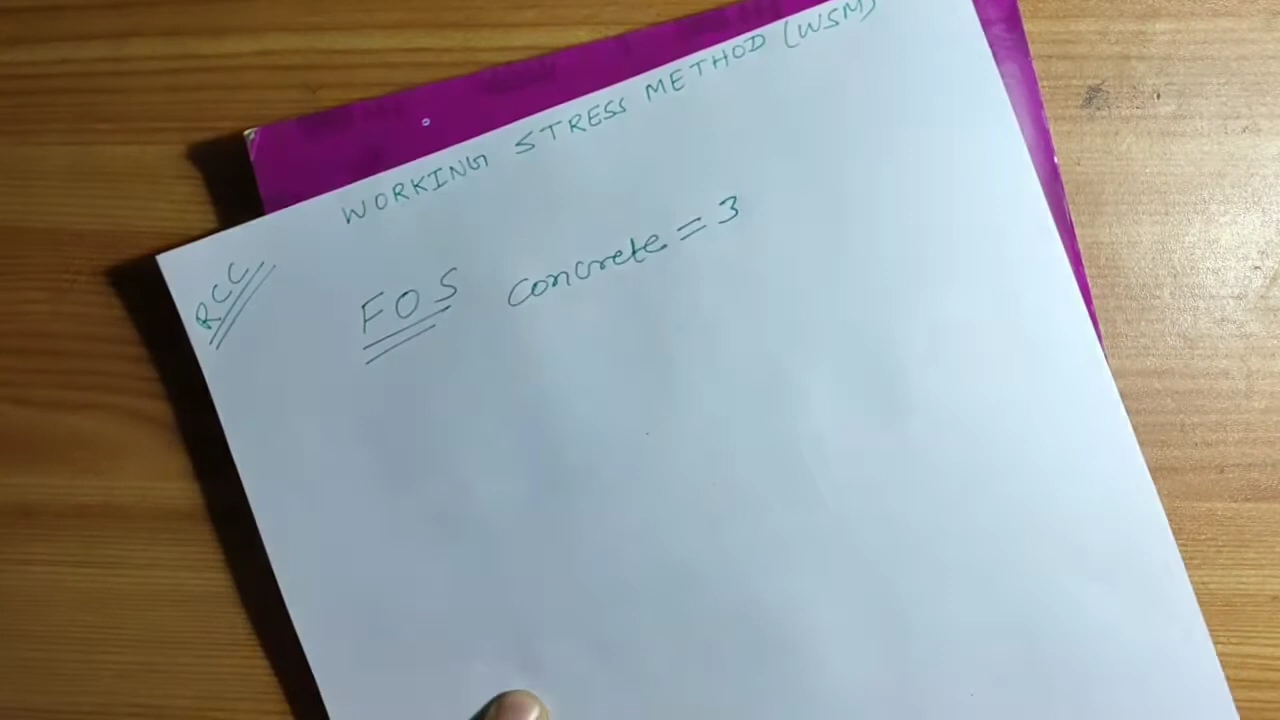 WORKING STRESS METHOD (WSM)
RCC
FOS concrete = 3